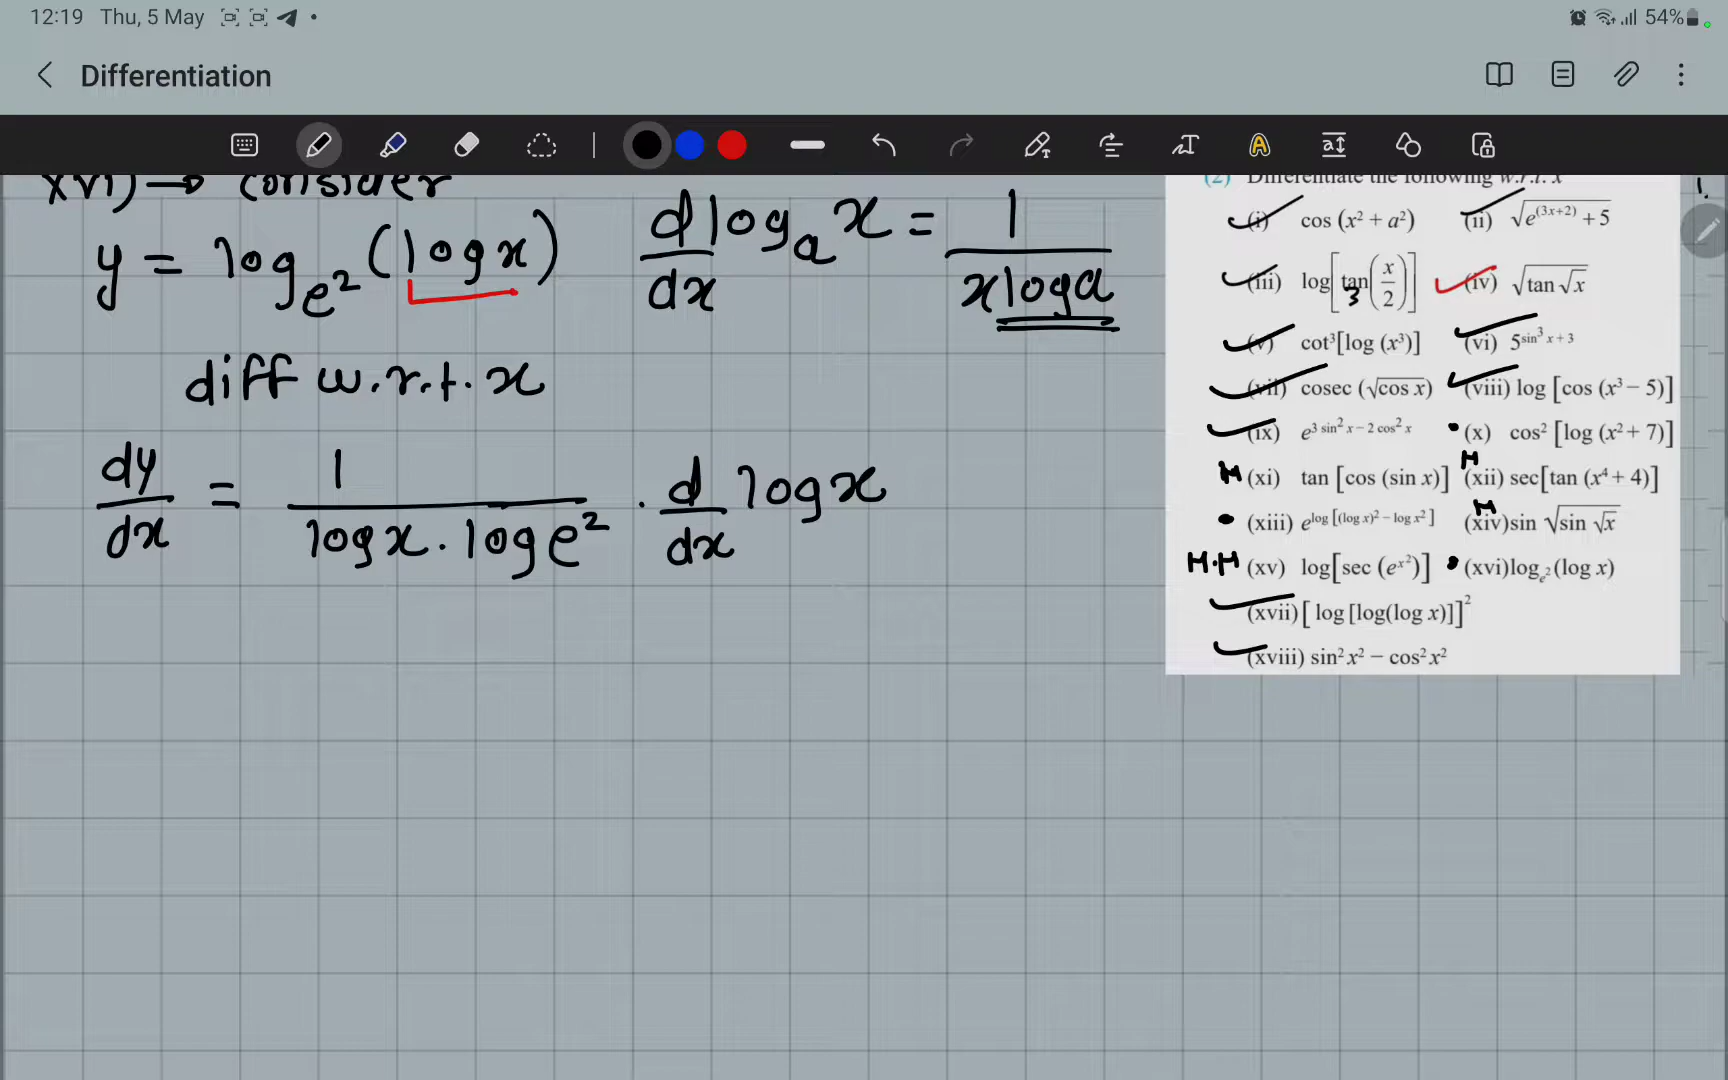 12:19 Thu, 5 May 54%
Differentiation
xvi) → consider
y = log_{e^2} (log x)
d/dx log_a x = 1/(x log a)
diff w.r.t. x
dy/dx = 1/(log x . log e^2) . d/dx log x
(2) Differentiate the following w.r.t. x
(i) cos (x² + a²) (ii) √(e^{(3x+2)} + 5)
(iii) log[tan(x/2)] (iv) √(tan √x)
3
(v) cot³[log (x³)] (vi) 5^{sin³ x + 3}
(vii) cosec (√cos x) (viii) log [cos (x³ – 5)]
(ix) e^{3 sin² x – 2 cos² x} • (x) cos² [log (x² + 7)]
M (xi) tan [cos (sin x)] M (xii) sec[tan (x⁴ + 4)]
• (xiii) e^{log [(log x)² – log x²]} M (xiv) sin √(sin √x)
M.M (xv) log[sec (e^{x²})] • (xvi) log_{e²} (log x)
(xvii) [ log [log(log x)]]²
(xviii) sin² x² – cos² x²